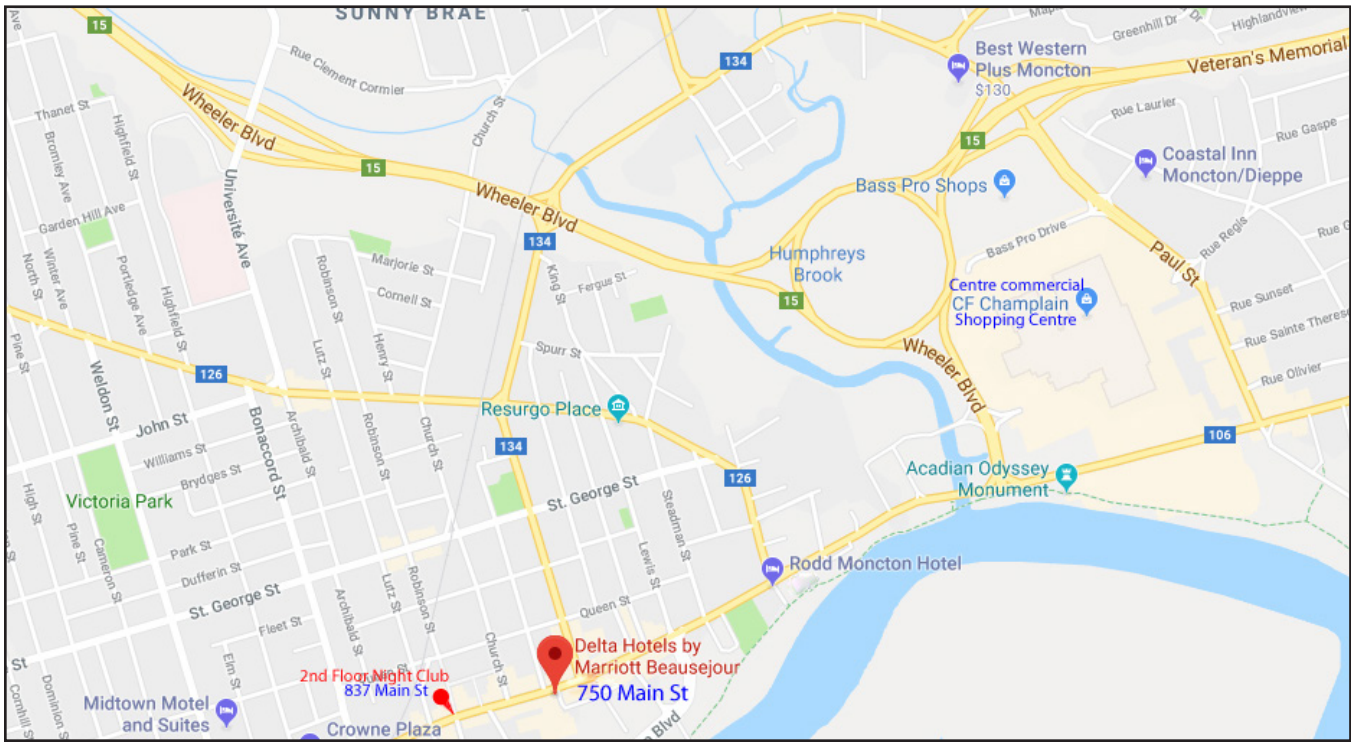 SUNNY BRAE
15
Ave
Rue Clement Cormier
134
Best Western
Plus Moncton
$130
Greenhill Dr
Dr
Highlandview
Veteran's Memorial
Thanet St
Highfield St
Bromley Ave
Wheeler Blvd
Church St
15
Université Ave
Wheeler Blvd
15
Rue Laurier
Rue Gaspe
Coastal Inn
Moncton/Dieppe
Bass Pro Shops
Garden Hill Ave
134
Bass Pro Drive
Rue Regis
Paul St
North St
Winter Ave
Portledge Ave
Highfield St
Robinson St
Marjorie St
Cornell St
King St
Fergus St
Humphreys
Brook
15
Centre commercial
CF Champlain
Shopping Centre
Rue Sunset
Rue Sainte Therese
Rue Olivier
Pine St
Weldon St
126
Lutz St
Henry St
Spurr St
Wheeler Blvd
Resurgo Place
John St
Bonaccord St
Archibald St
Robinson St
Church St
134
106
Williams St
Brydges St
St. George St
126
Acadian Odyssey
Monument
High St
Victoria Park
Pine St
Cameron St
Park St
Dufferin St
Steadman St
Lewis St
Rodd Moncton Hotel
St. George St
Fleet St
Archibald St
Lutz St
Robinson St
Queen St
Church St
St
Elm St
Delta Hotels by
Marriott Beausejour
750 Main St
2nd Floor Night Club
837 Main St
Cornhill St
Dominion St
Midtown Motel
and Suites
Crowne Plaza
Blvd